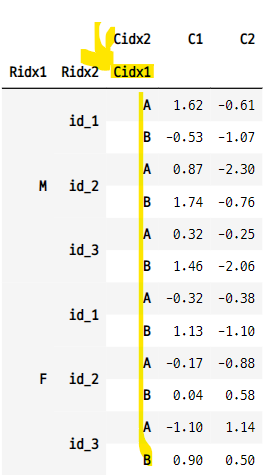 Cidx2 C1 C2
Ridx1 Ridx2 Cidx1
A 1.62 -0.61
id_1
B -0.53 -1.07
A 0.87 -2.30
M id_2
B 1.74 -0.76
A 0.32 -0.25
id_3
B 1.46 -2.06
A -0.32 -0.38
id_1
B 1.13 -1.10
A -0.17 -0.88
F id_2
B 0.04 0.58
A -1.10 1.14
id_3
B 0.90 0.50